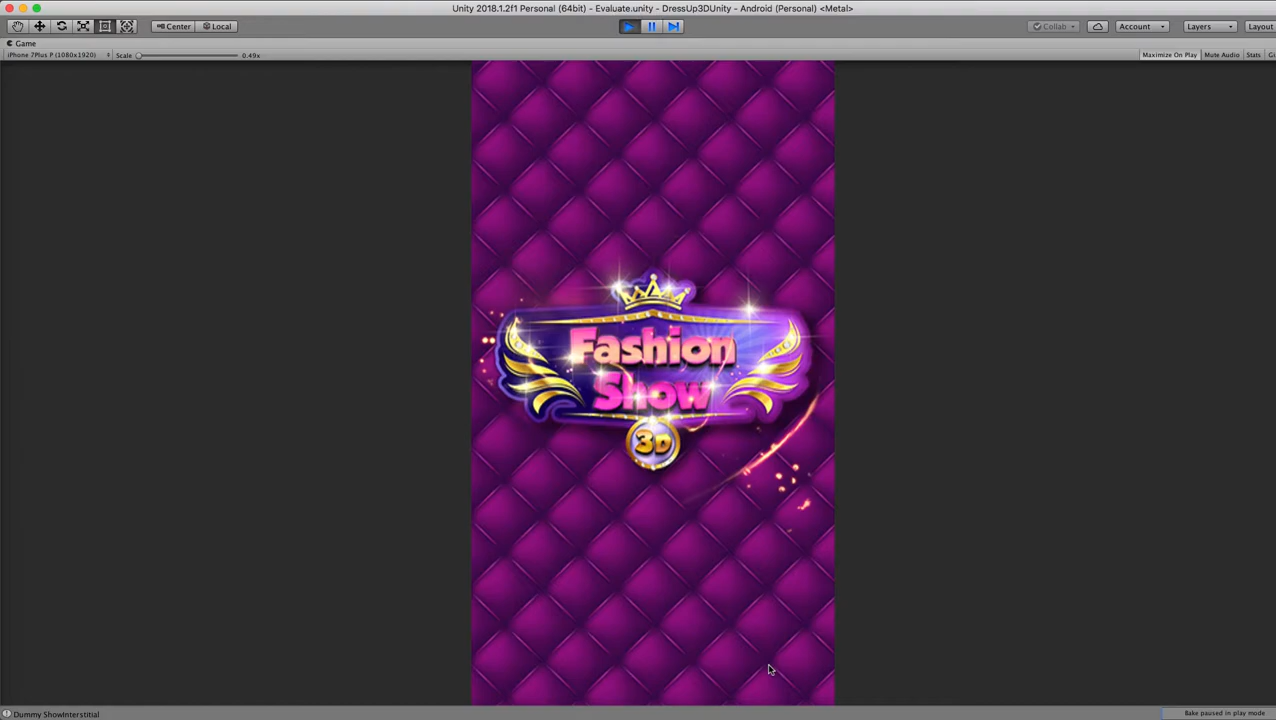 Unity 2018.1.2f1 Personal (64bit) - Evaluate.unity - DressUp3DUnity - Android (Personal) <Metal>
Center Local Collab Account Layers Layout
Game
iPhone 7Plus P (1080x1920) Scale 0.49x Maximize On Play Mute Audio Stats
Fashion
Show
3D
Dummy ShowInterstitial Bake paused in play mode